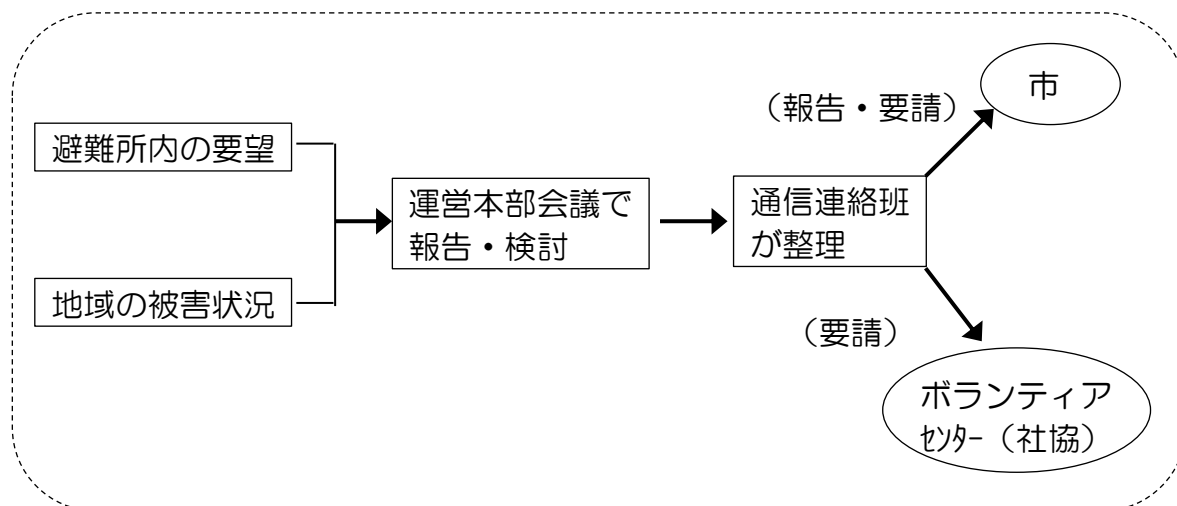 避難所内の要望
地域の被害状況
運営本部会議で
報告・検討
通信連絡班
が整理
（報告・要請）
市
（要請）
ボランティア
ｾﾝﾀｰ（社協）